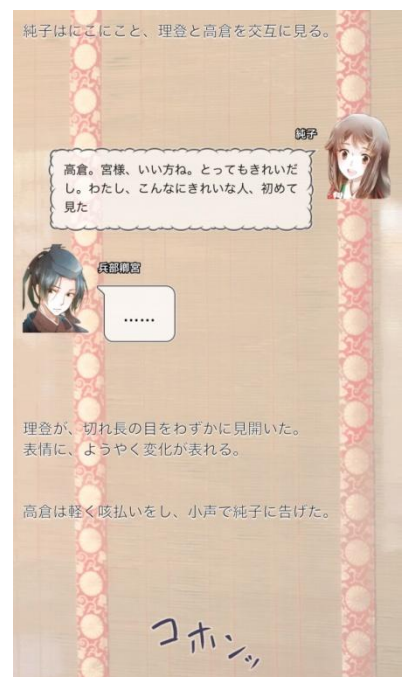 純子はにこにこと、理登と高倉を交互に見る。
純子
高倉。宮様、いい方ね。とってもきれいだ
し。わたし、こんなにきれいな人、初めて
見た
兵部卿宮
……
理登が、切れ長の目をわずかに見開いた。
表情に、ようやく変化が表れる。
高倉は軽く咳払いをし、小声で純子に告げた。
コホンッ